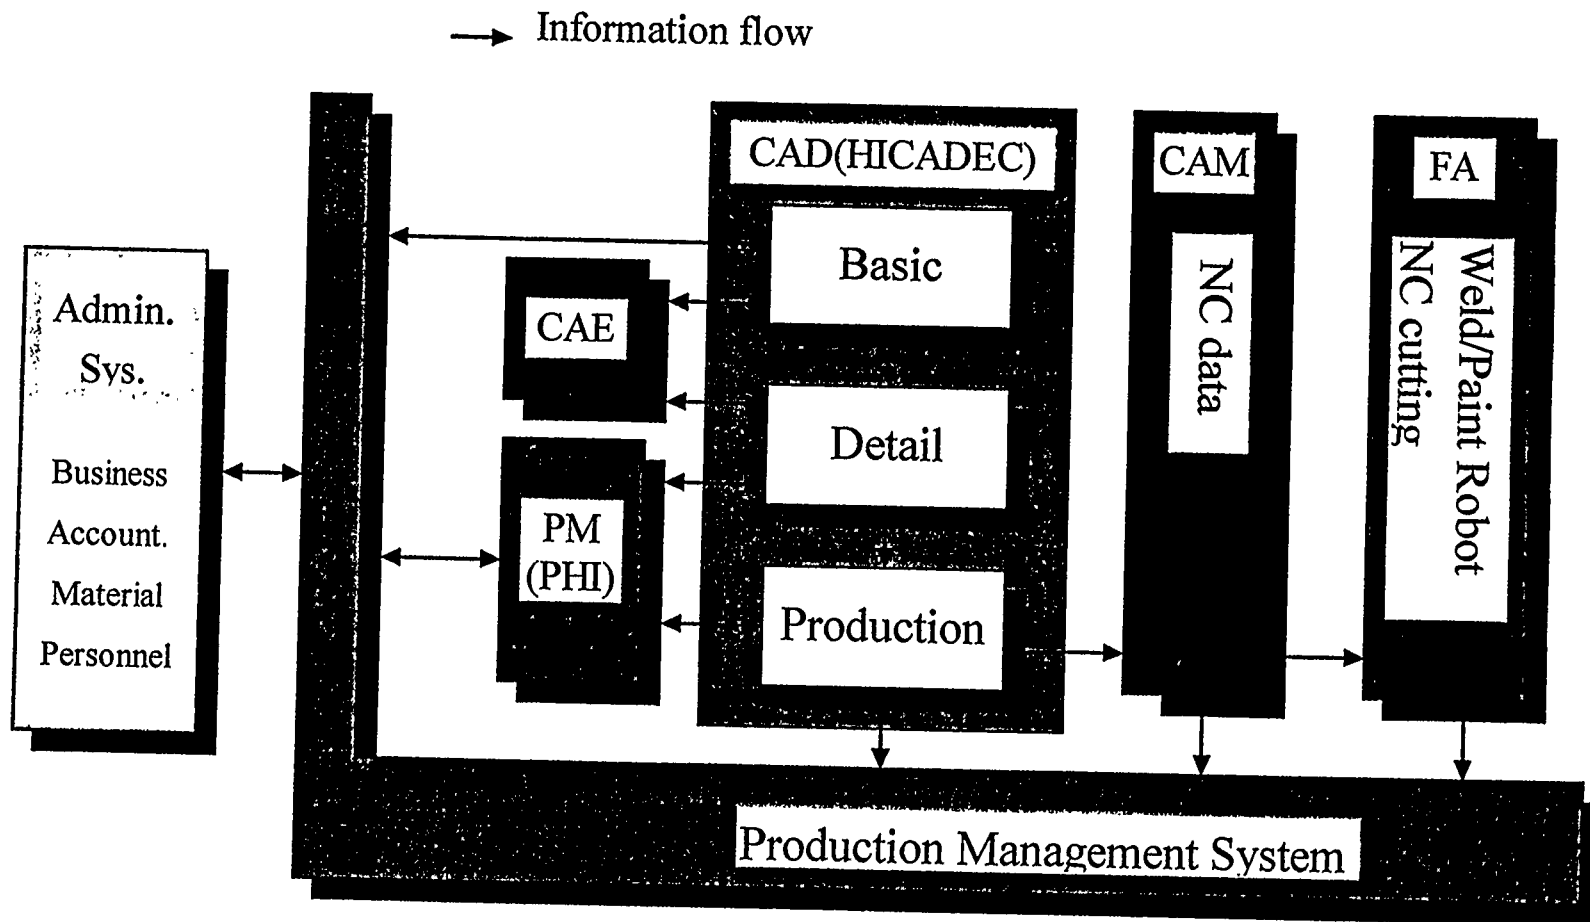 Information flow
CAD(HICADEC)
Basic
Detail
Production
CAM
NC data
FA
Weld/Paint Robot
NC cutting
CAE
PM
(PHI)
Admin.
Sys.
Business
Account.
Material
Personnel
Production Management System